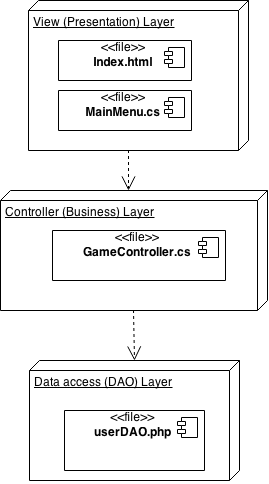 View (Presentation) Layer
<<file>>
Index.html
<<file>>
MainMenu.cs
Controller (Business) Layer
<<file>>
GameController.cs
Data access (DAO) Layer
<<file>>
userDAO.php